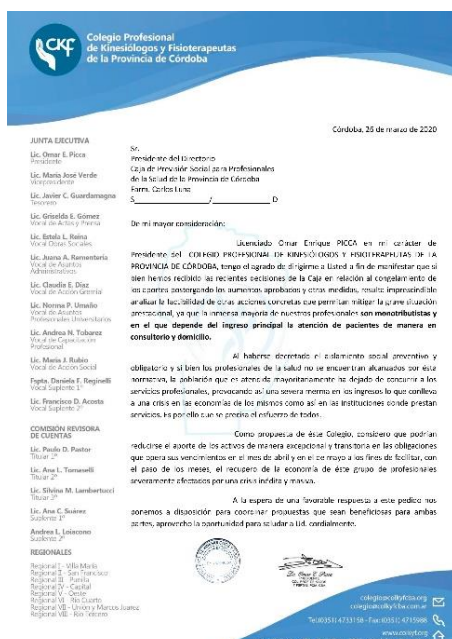 CKF
Colegio Profesional
de Kinesiólogos y Fisioterapeutas
de la Provincia de Córdoba
Córdoba, 26 de marzo de 2020
JUNTA EJECUTIVA
Lic. Omar E. Picca
Presidente
Lic. María José Verde
Vicepresidente
Lic. Javier C. Guardamagna
Tesorero
Lic. Griselda E. Gómez
Vocal de Actas y Prensa
Lic. Estela L. Reina
Vocal Obras Sociales
Lic. Juana A. Rementería
Vocal de Asuntos
Administrativos
Lic. Claudia E. Díaz
Vocal de Acción Gremial
Lic. Norma P. Umaño
Vocal de Asuntos
Profesionales Universitarios
Lic. Andrea N. Tobarez
Vocal de Capacitación
Profesional
Lic. María J. Rubio
Vocal de Acción Social
Fspta. Daniela F. Reginelli
Vocal Suplente 1°
Lic. Francisco D. Acosta
Vocal Suplente 2°
COMISIÓN REVISORA
DE CUENTAS
Lic. Paulo D. Pastor
Titular 1°
Lic. Ana L. Tomaselli
Titular 2°
Lic. Silvina M. Lambertucci
Titular 3°
Lic. Ana C. Suárez
Suplente 1°
Andrea L. Loiacono
Suplente 2°
REGIONALES
Regional I - Villa María
Regional II - San Francisco
Regional III - Punilla
Regional IV - Capital
Regional V - Oeste
Regional VI - Río Cuarto
Regional VII - Unión y Marcos Juárez
Regional VIII - Río Tercero
Sr.
Presidente del Directorio
Caja de Previsión Social para Profesionales
de la Salud de la Provincia de Córdoba
Farm. Carlos Luna
S / D
De mi mayor consideración:
Licenciado Omar Enrique PICCA en mi carácter de
Presidente del COLEGIO PROFESIONAL DE KINESIÓLOGOS Y FISIOTERAPEUTAS DE LA
PROVINCIA DE CÓRDOBA, tengo el agrado de dirigirme a Usted a fin de manifestar que si
bien hemos recibido las recientes decisiones de la Caja en relación al congelamiento de
los aportes postergando los aumentos aprobados y otras medidas, resulta imprescindible
analizar la factibilidad de otras acciones concretas que permitan mitigar la grave situación
prestacional, ya que la inmensa mayoría de nuestros profesionales son monotributistas y
en el que depende del ingreso principal la atención de pacientes de manera en
consultorio y domicilio.
Al haberse decretado el aislamiento social preventivo y
obligatorio y si bien los profesionales de la salud no se encuentran alcanzados por ésta
normativa, la población que es atendida mayoritariamente ha dejado de concurrir a los
servicios profesionales, provocando así una severa merma en los ingresos lo que conlleva
a una crisis en las economías de los mismos como así en las Instituciones donde prestan
servicios. Es por ello que se precisa el esfuerzo de todos.
Como propuesta de éste Colegio, considero que podrían
reducirse el aporte de los activos de manera excepcional y transitoria en las obligaciones
que opera sus vencimientos en el mes de abril y en el de mayo a los fines de facilitar, con
el paso de los meses, el recupero de la economía de éste grupo de profesionales
severamente afectados por una crisis inédita y masiva.
A la espera de una favorable respuesta a este pedido nos
ponemos a disposición para coordinar propuestas que sean beneficiosas para ambas
partes, aprovecho la oportunidad para saludar a Ud. cordialmente.
colegio@colkyfcba.org
colegio@colkyfcba.com.ar
Tel:(0351) 4733158 - Fax:(0351) 4715986
www.colkyf.org